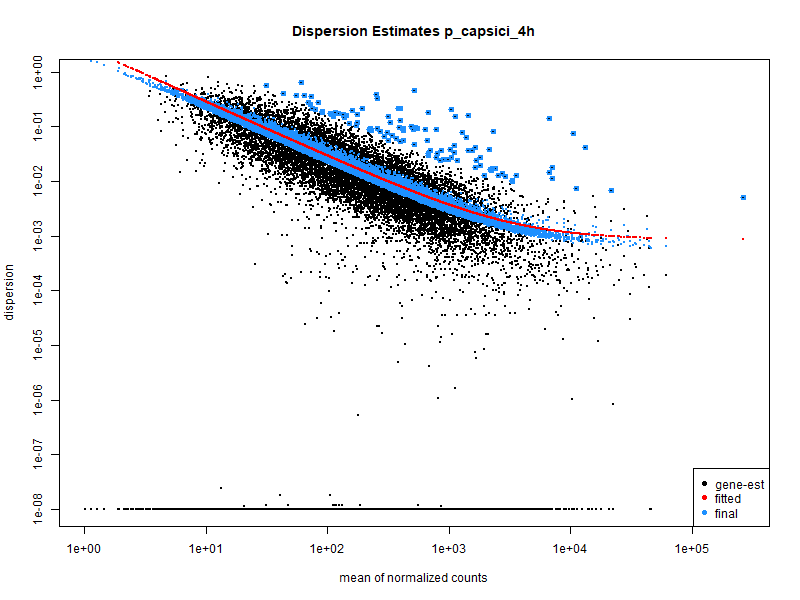 Dispersion Estimates p_capsici_4h
dispersion
1e+00
1e-01
1e-02
1e-03
1e-04
1e-05
1e-06
1e-07
1e-08
gene-est
fitted
final
1e+00 1e+01 1e+02 1e+03 1e+04 1e+05
mean of normalized counts